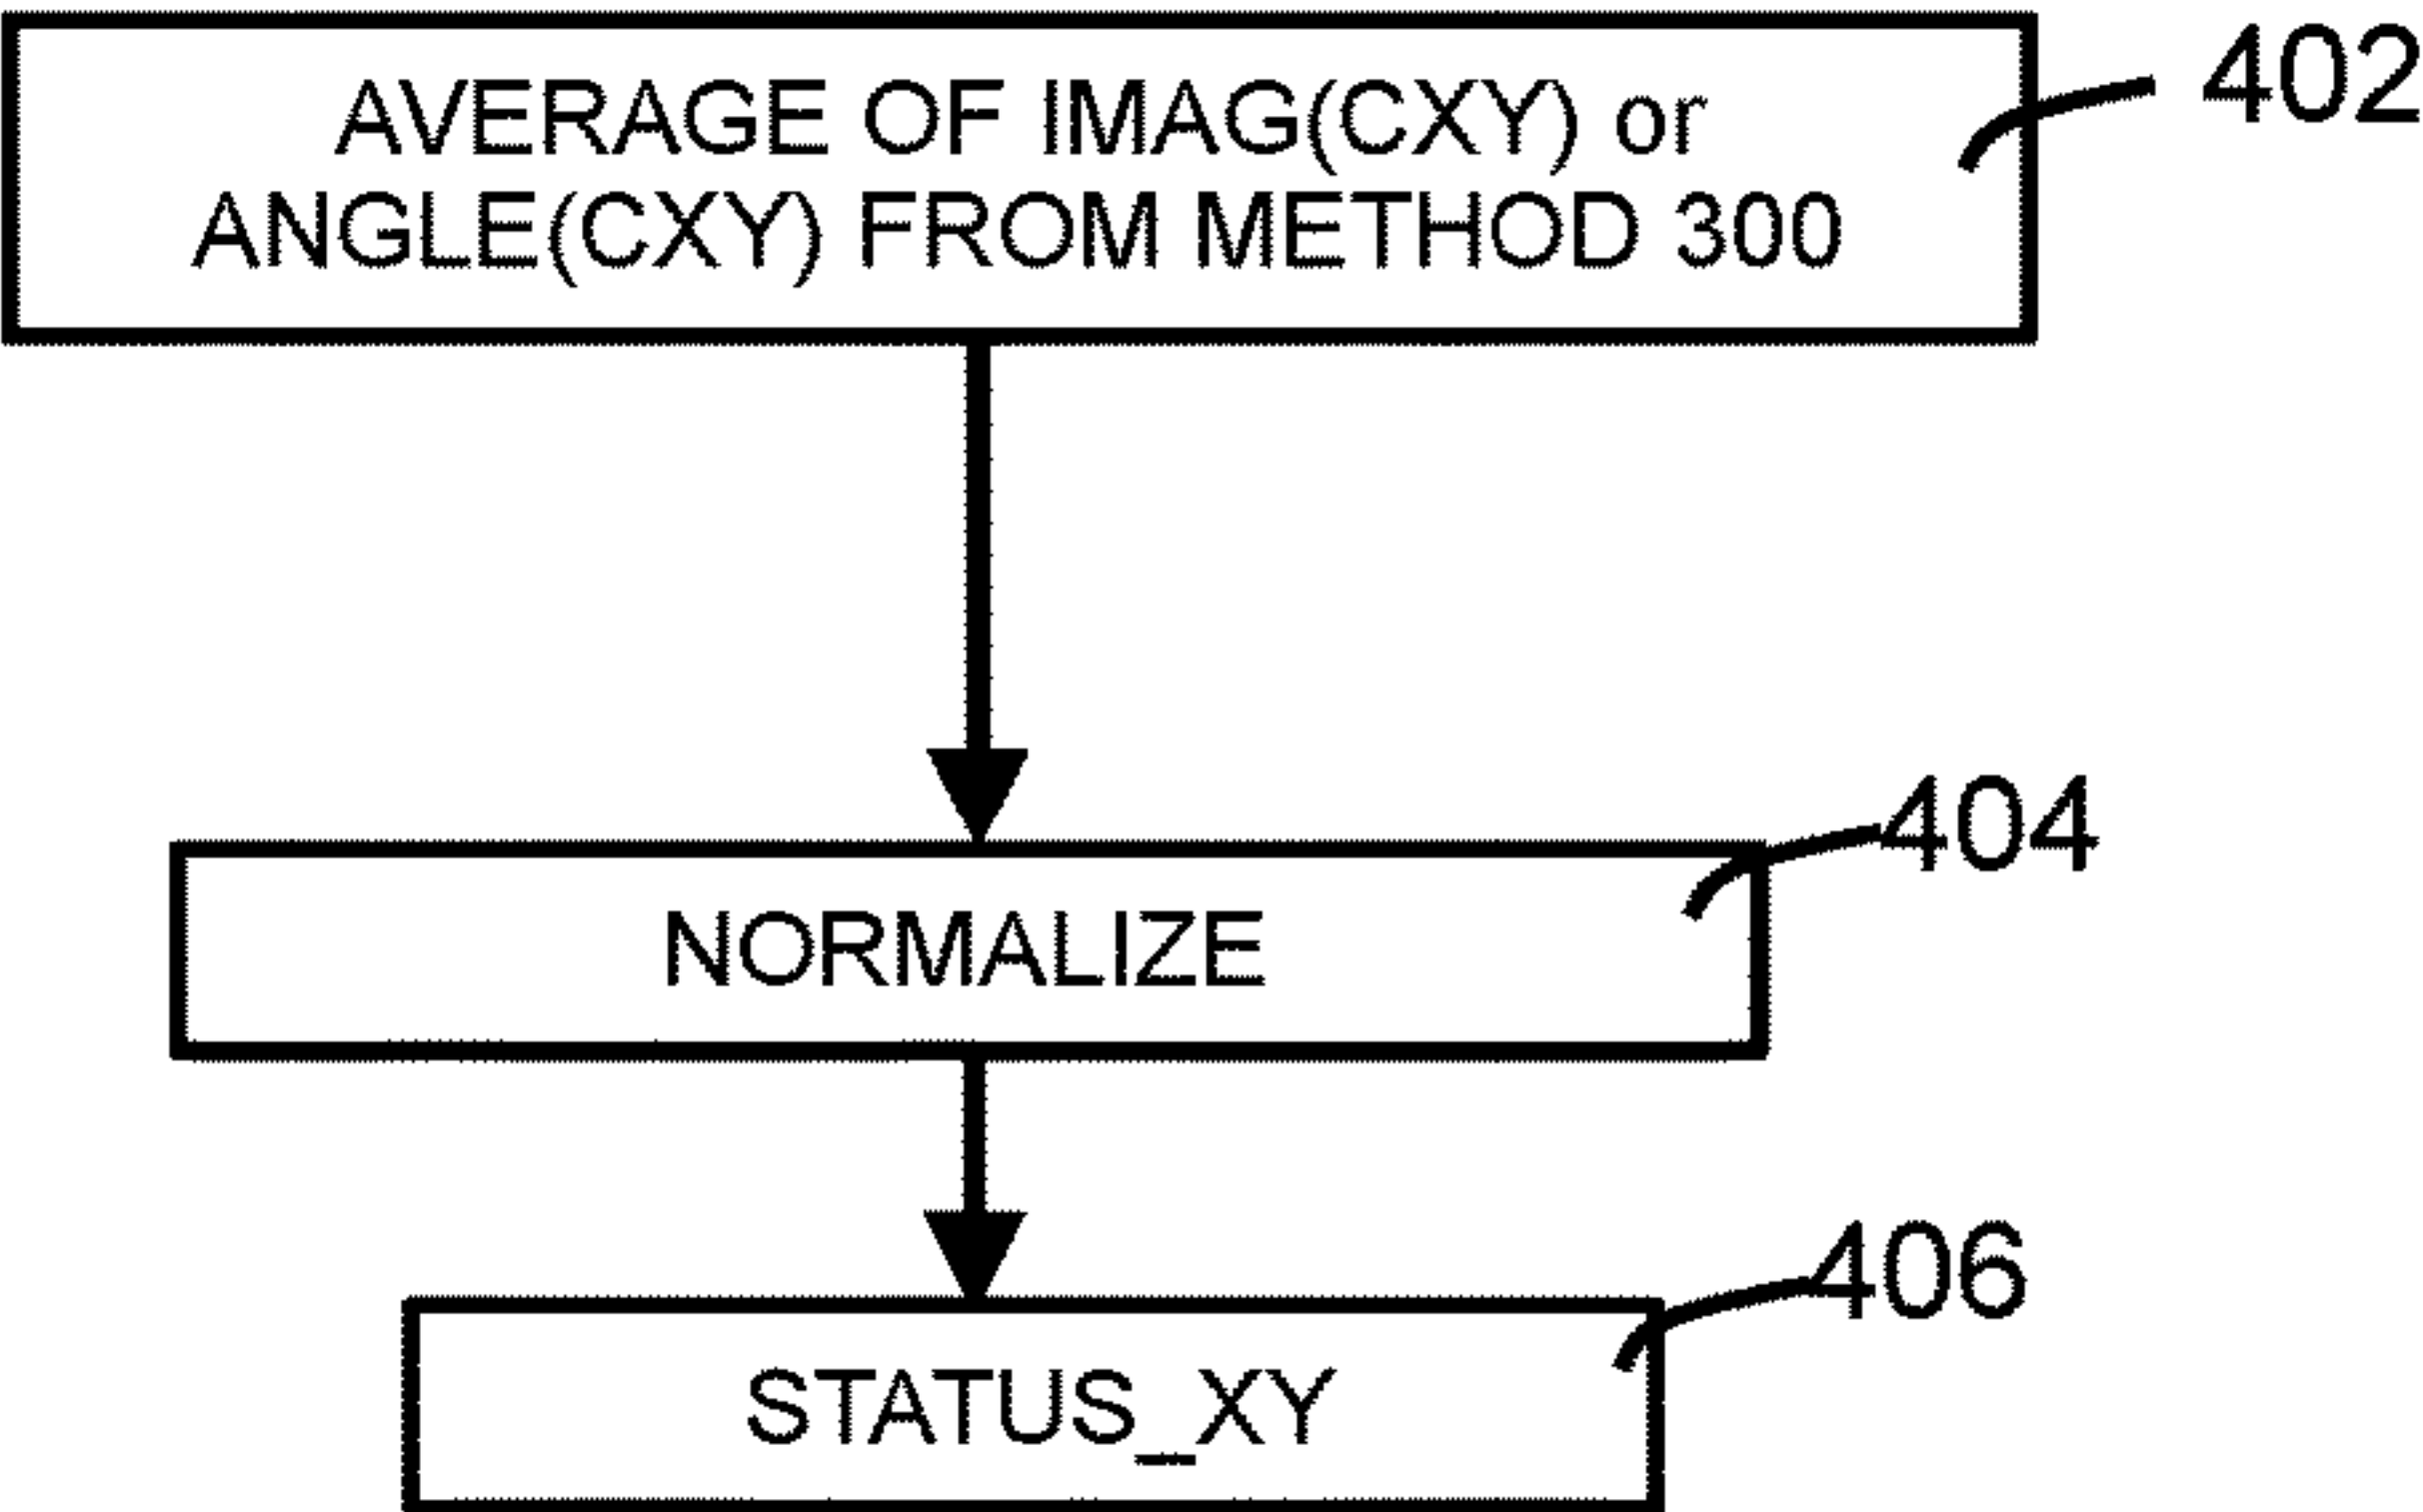 AVERAGE OF IMAG(CXY) or
ANGLE(CXY) FROM METHOD 300
402
NORMALIZE
404
STATUS_XY
406